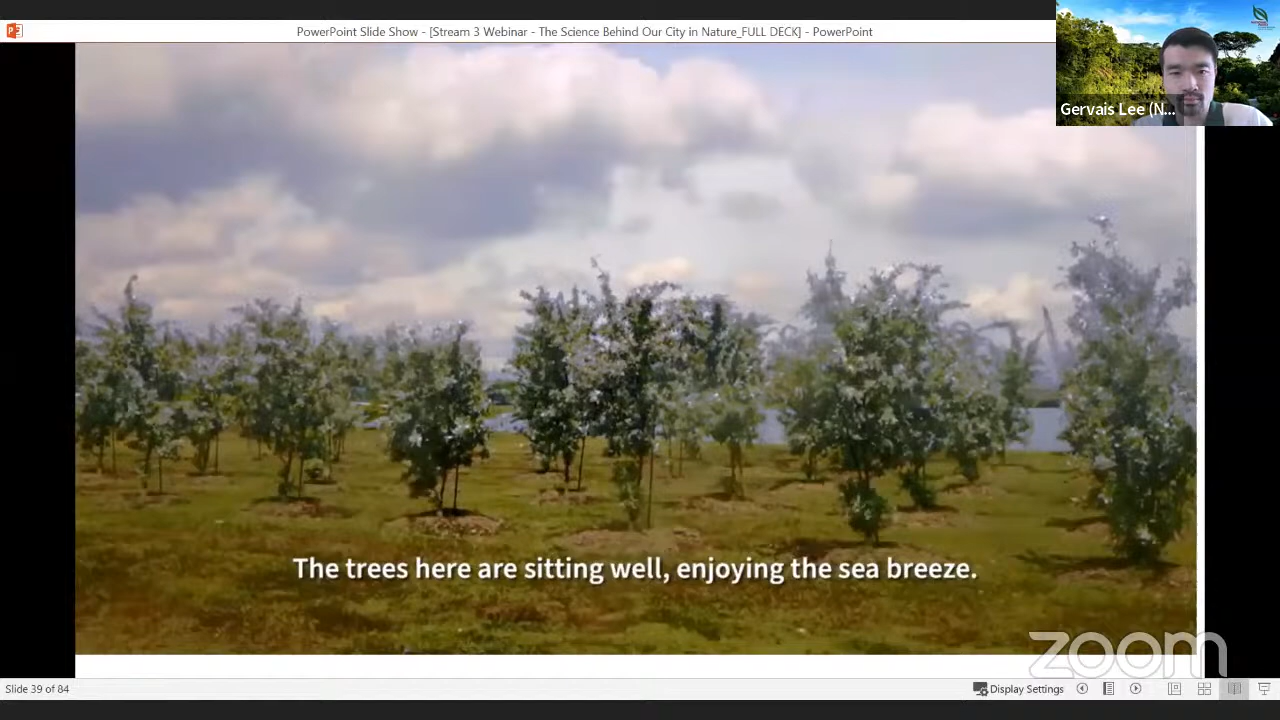 PowerPoint Slide Show - [Stream 3 Webinar - The Science Behind Our City in Nature_FULL DECK] - PowerPoint
Gervais Lee (N...
The trees here are sitting well, enjoying the sea breeze.
zoom
Slide 39 of 84
Display Settings